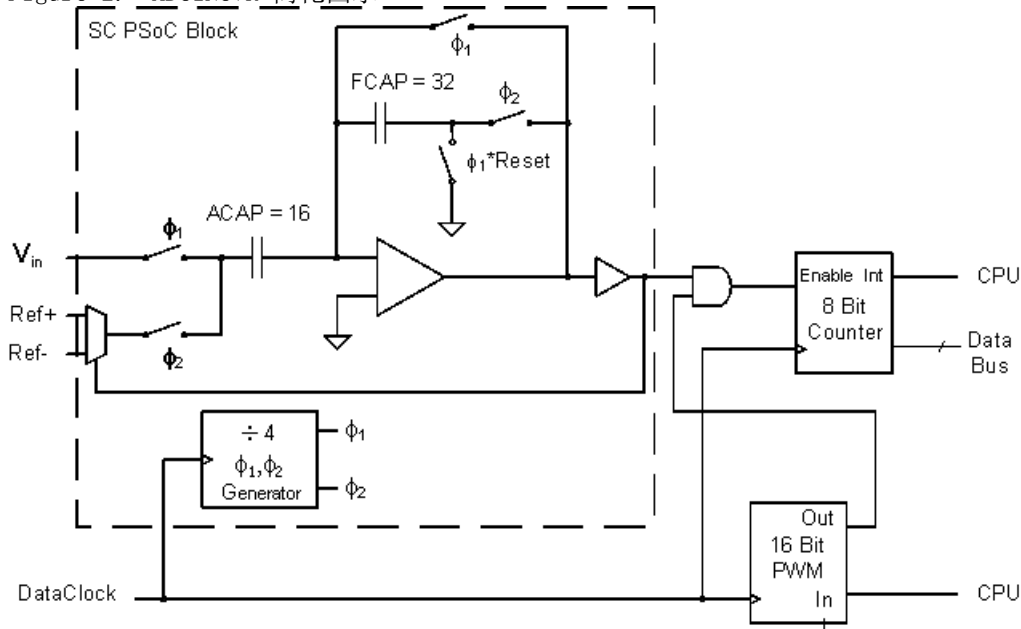 SC PSoC Block
ϕ1
FCAP = 32
ϕ2
ϕ1*Reset
ACAP = 16
ϕ1
Vin
Ref+
Ref-
ϕ2
Enable Int
8 Bit
Counter
CPU
Data
Bus
÷ 4
ϕ1,ϕ2
Generator
ϕ1
ϕ2
Out
16 Bit
PWM
In
DataClock
CPU